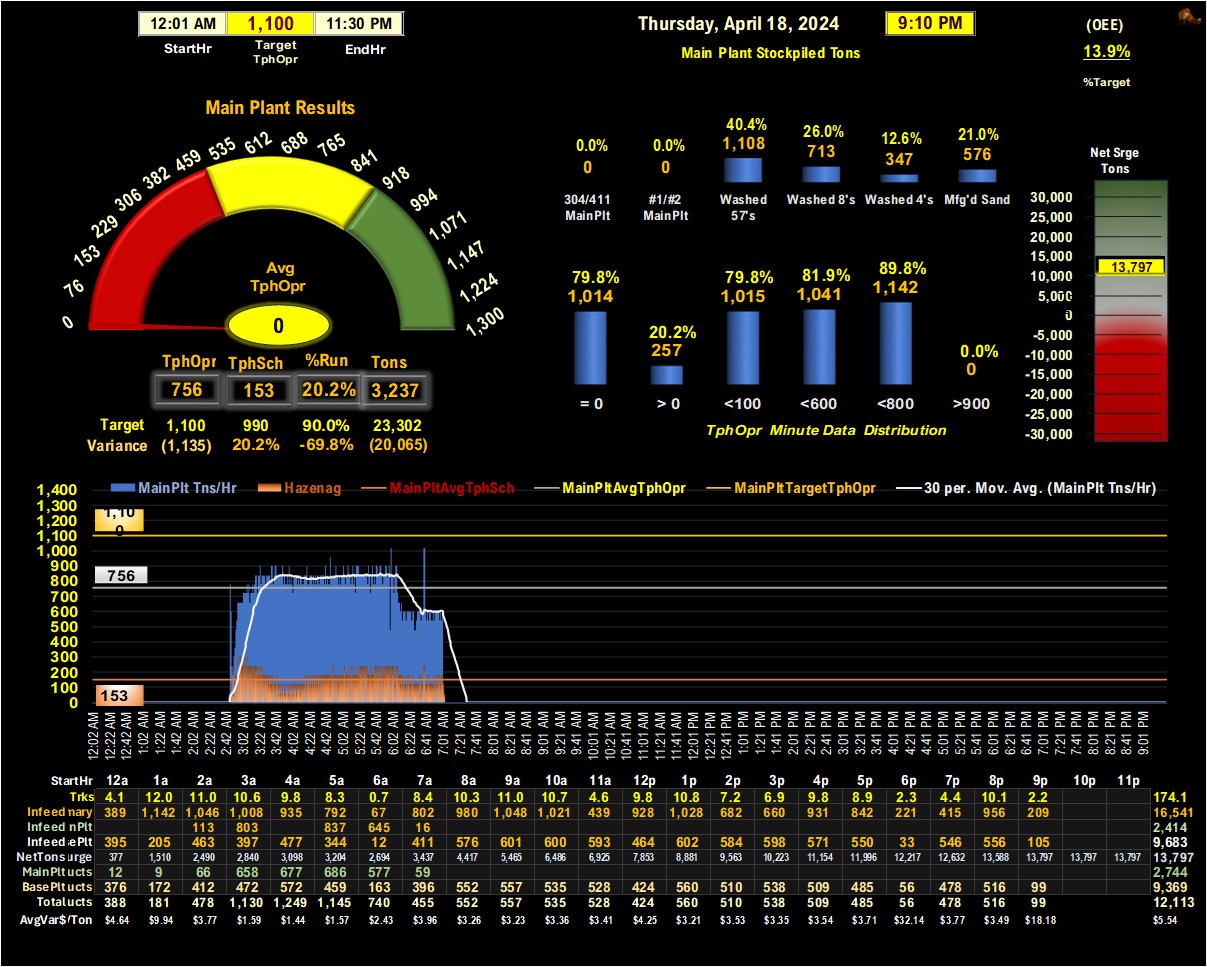 12:01 AM 1,100 11:30 PM
StartHr Target TphOpr EndHr
Thursday, April 18, 2024 9:10 PM
Main Plant Stockpiled Tons
(OEE)
13.9%
%Target
Main Plant Results
0 76 153 229 306 382 459 535 612 688 765 841 918 994 1,071 1,147 1,224 1,300
Avg
TphOpr
0
TphOpr TphSch %Run Tons
756 153 20.2% 3,237
Target 1,100 990 90.0% 23,302
Variance (1,135) 20.2% -69.8% (20,065)
0.0% 0.0% 40.4% 26.0% 12.6% 21.0%
0 0 1,108 713 347 576
304/411 #1/#2 Washed Washed 8's Washed 4's Mfg'd Sand
MainPlt MainPlt 57's
79.8% 20.2% 79.8% 81.9% 89.8% 0.0%
1,014 257 1,015 1,041 1,142 0
= 0 > 0 <100 <600 <800 >900
TphOpr Minute Data Distribution
Net Srge
Tons
30,000
25,000
20,000
15,000
13,797
10,000
5,000
0
-5,000
-10,000
-15,000
-20,000
-25,000
-30,000
MainPlt Tns/Hr Hazenag MainPltAvgTphSch MainPltAvgTphOpr MainPltTargetTphOpr 30 per. Mov. Avg. (MainPlt Tns/Hr)
1,400
1,300
1,200
1,100
1,000
900
800
700
600
500
400
300
200
100
0
1,100
756
153
12:02 AM 12:22 AM 12:42 AM 1:02 AM 1:22 AM 1:42 AM 2:02 AM 2:22 AM 2:42 AM 3:02 AM 3:22 AM 3:42 AM 4:02 AM 4:22 AM 4:42 AM 5:02 AM 5:22 AM 5:42 AM 6:02 AM 6:22 AM 6:41 AM 7:01 AM 7:21 AM 7:41 AM 8:01 AM 8:21 AM 8:41 AM 9:01 AM 9:21 AM 9:41 AM 10:01 AM 10:21 AM 10:41 AM 11:01 AM 11:21 AM 11:41 AM 12:01 PM 12:21 PM 12:41 PM 1:01 PM 1:21 PM 1:41 PM 2:01 PM 2:21 PM 2:41 PM 3:01 PM 3:21 PM 3:41 PM 4:01 PM 4:21 PM 4:41 PM 5:01 PM 5:21 PM 5:41 PM 6:01 PM 6:21 PM 6:41 PM 7:01 PM 7:21 PM 7:41 PM 8:01 PM 8:21 PM 8:41 PM 9:01 PM
StartHr 12a 1a 2a 3a 4a 5a 6a 7a 8a 9a 10a 11a 12p 1p 2p 3p 4p 5p 6p 7p 8p 9p 10p 11p
Trks 4.1 12.0 11.0 10.6 9.8 8.3 0.7 8.4 10.3 11.0 10.7 4.6 9.8 10.8 7.2 6.9 9.8 8.9 2.3 4.4 10.1 2.2 174.1
Infeed mary 389 1,142 1,046 1,008 935 792 67 802 980 1,048 1,021 439 928 1,028 682 660 931 842 221 415 956 209 16,541
Infeed nPlt 113 803 837 645 16 2,414
Infeed ePlt 395 205 463 397 477 344 12 411 576 601 600 593 464 602 584 598 571 550 33 546 556 105 9,683
NetTons urge 377 1,510 2,490 2,840 3,098 3,204 2,694 3,437 4,417 5,465 6,486 6,925 7,853 8,881 9,563 10,223 11,154 11,996 12,217 12,632 13,588 13,797 13,797 13,797 13,797
MainPlt ucts 12 9 66 658 677 686 577 59 2,744
BasePlt ucts 376 172 412 472 572 459 163 396 552 557 535 528 424 560 510 538 509 485 56 478 516 99 9,369
Total ucts 388 181 478 1,130 1,249 1,145 740 455 552 557 535 528 424 560 510 538 509 485 56 478 516 99 12,113
AvgVar$/Ton $4.64 $9.94 $3.77 $1.59 $1.44 $1.57 $2.43 $3.96 $3.26 $3.23 $3.36 $3.41 $4.25 $3.21 $3.53 $3.35 $3.54 $3.71 $32.14 $3.77 $3.49 $18.18 $5.54